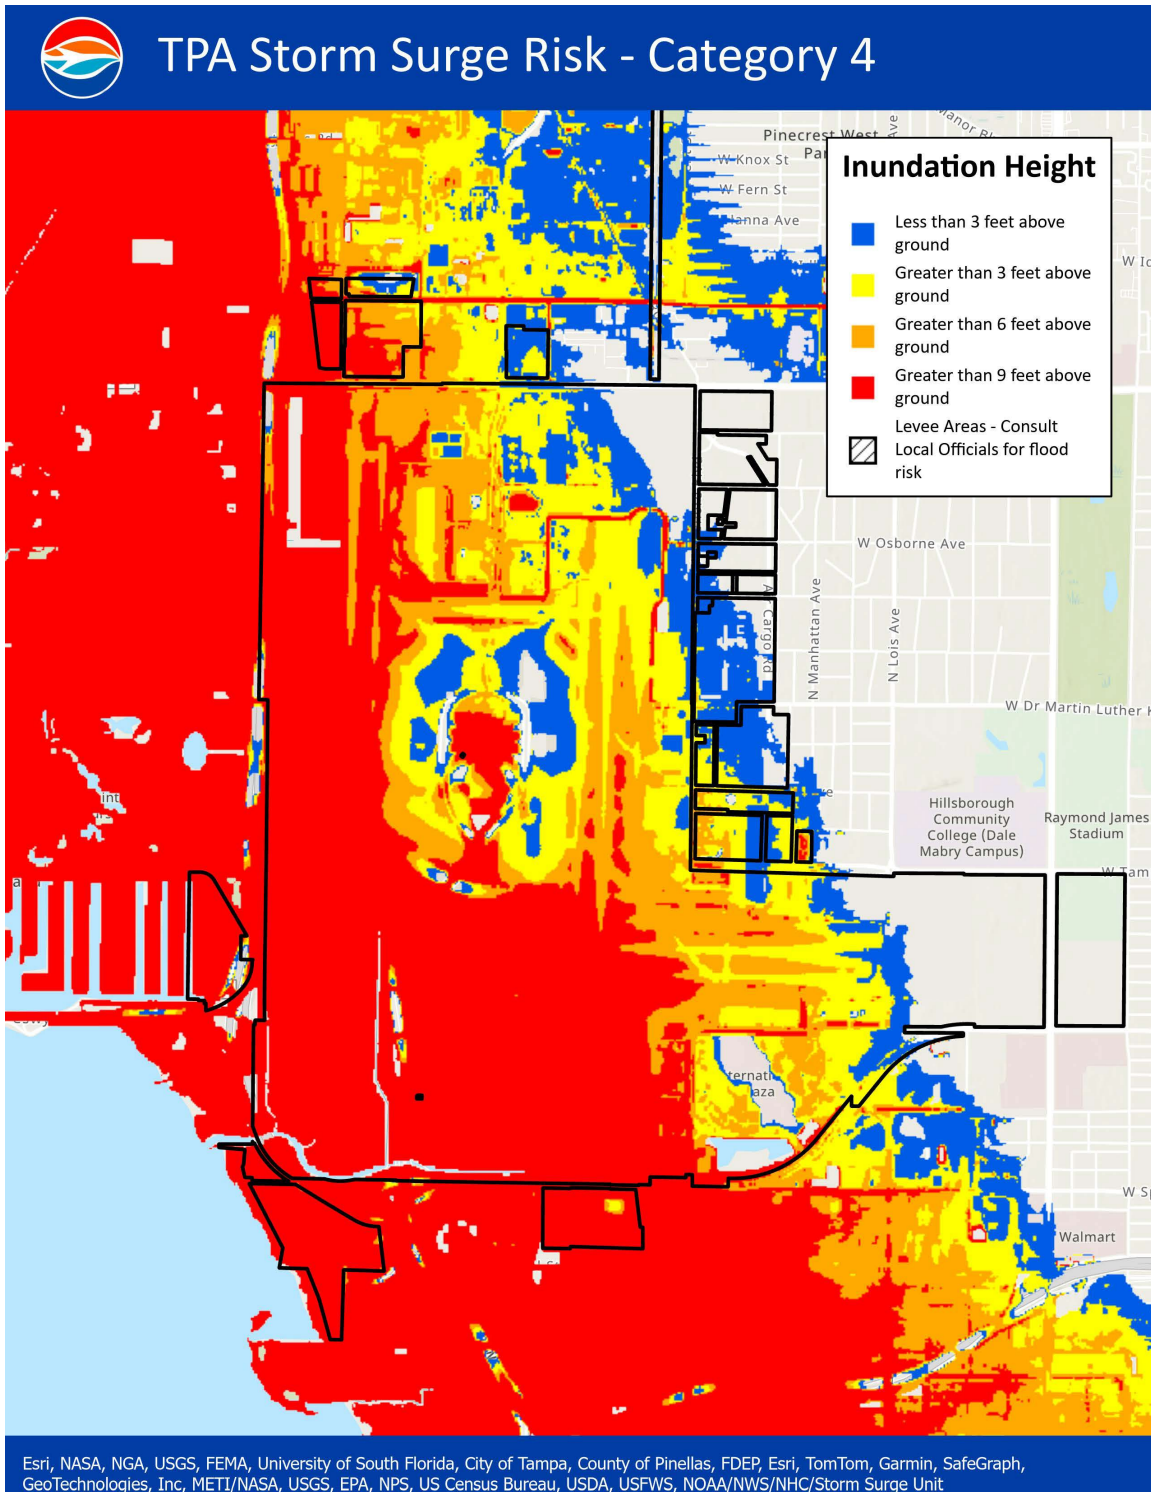 TPA Storm Surge Risk - Category 4
Pinecrest West
W Knox St
W Fern St
Inundation Height
Less than 3 feet above
ground
Greater than 3 feet above
ground
Greater than 6 feet above
ground
Greater than 9 feet above
ground
Levee Areas - Consult
Local Officials for flood
risk
W Osborne Ave
N Manhattan Ave
N Lois Ave
Cargo Rd
W Dr Martin Luther
Hillsborough
Community
College (Dale
Mabry Campus)
Raymond James
Stadium
W Tam
Walmart
Esri, NASA, NGA, USGS, FEMA, University of South Florida, City of Tampa, County of Pinellas, FDEP, Esri, TomTom, Garmin, SafeGraph,
GeoTechnologies, Inc, METI/NASA, USGS, EPA, NPS, US Census Bureau, USDA, USFWS, NOAA/NWS/NHC/Storm Surge Unit